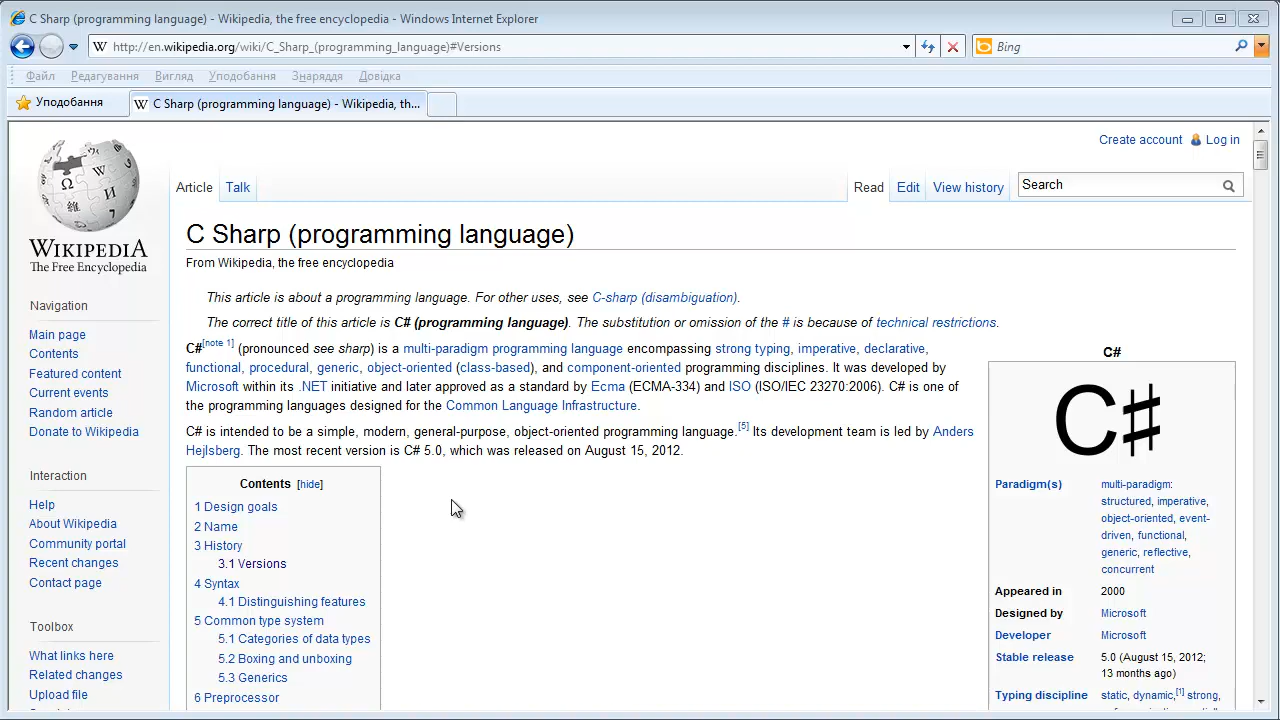 C Sharp (programming language) - Wikipedia, the free encyclopedia - Windows Internet Explorer
http://en.wikipedia.org/wiki/C_Sharp_(programming_language)#Versions
Bing
Файл Редагування Вигляд Уподобання Знаряддя Довідка
Уподобання
C Sharp (programming language) - Wikipedia, th...
Create account Log in
Article Talk Read Edit View history Search
WIKIPEDIA
The Free Encyclopedia
Navigation
Main page
Contents
Featured content
Current events
Random article
Donate to Wikipedia
Interaction
Help
About Wikipedia
Community portal
Recent changes
Contact page
Toolbox
What links here
Related changes
Upload file
C Sharp (programming language)
From Wikipedia, the free encyclopedia
This article is about a programming language. For other uses, see C-sharp (disambiguation).
The correct title of this article is C# (programming language). The substitution or omission of the # is because of technical restrictions.
C#[note 1] (pronounced see sharp) is a multi-paradigm programming language encompassing strong typing, imperative, declarative,
functional, procedural, generic, object-oriented (class-based), and component-oriented programming disciplines. It was developed by
Microsoft within its .NET initiative and later approved as a standard by Ecma (ECMA-334) and ISO (ISO/IEC 23270:2006). C# is one of
the programming languages designed for the Common Language Infrastructure.
C# is intended to be a simple, modern, general-purpose, object-oriented programming language.[5] Its development team is led by Anders
Hejlsberg. The most recent version is C# 5.0, which was released on August 15, 2012.
Contents [hide]
1 Design goals
2 Name
3 History
3.1 Versions
4 Syntax
4.1 Distinguishing features
5 Common type system
5.1 Categories of data types
5.2 Boxing and unboxing
5.3 Generics
6 Preprocessor
C#
C♯
Paradigm(s) multi-paradigm:
structured, imperative,
object-oriented, event-
driven, functional,
generic, reflective,
concurrent
Appeared in 2000
Designed by Microsoft
Developer Microsoft
Stable release 5.0 (August 15, 2012;
13 months ago)
Typing discipline static, dynamic,[1] strong,